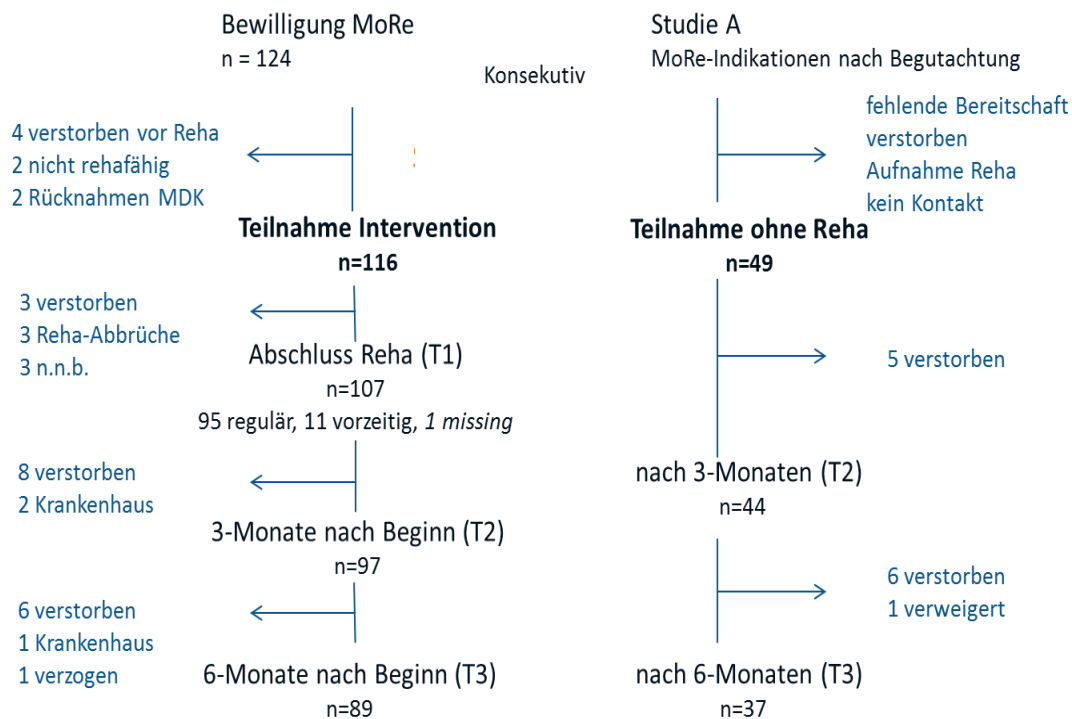 Bewilligung MoRe
n = 124
Konsekutiv
Studie A
MoRe-Indikationen nach Begutachtung
4 verstorben vor Reha
2 nicht rehafähig
2 Rücknahmen MDK
fehlende Bereitschaft
verstorben
Aufnahme Reha
kein Kontakt
Teilnahme Intervention
n=116
Teilnahme ohne Reha
n=49
3 verstorben
3 Reha-Abbrüche
3 n.n.b.
Abschluss Reha (T1)
n=107
95 regulär, 11 vorzeitig, 1 missing
5 verstorben
8 verstorben
2 Krankenhaus
3-Monate nach Beginn (T2)
n=97
nach 3-Monaten (T2)
n=44
6 verstorben
1 Krankenhaus
1 verzogen
6 verstorben
1 verweigert
6-Monate nach Beginn (T3)
n=89
nach 6-Monaten (T3)
n=37